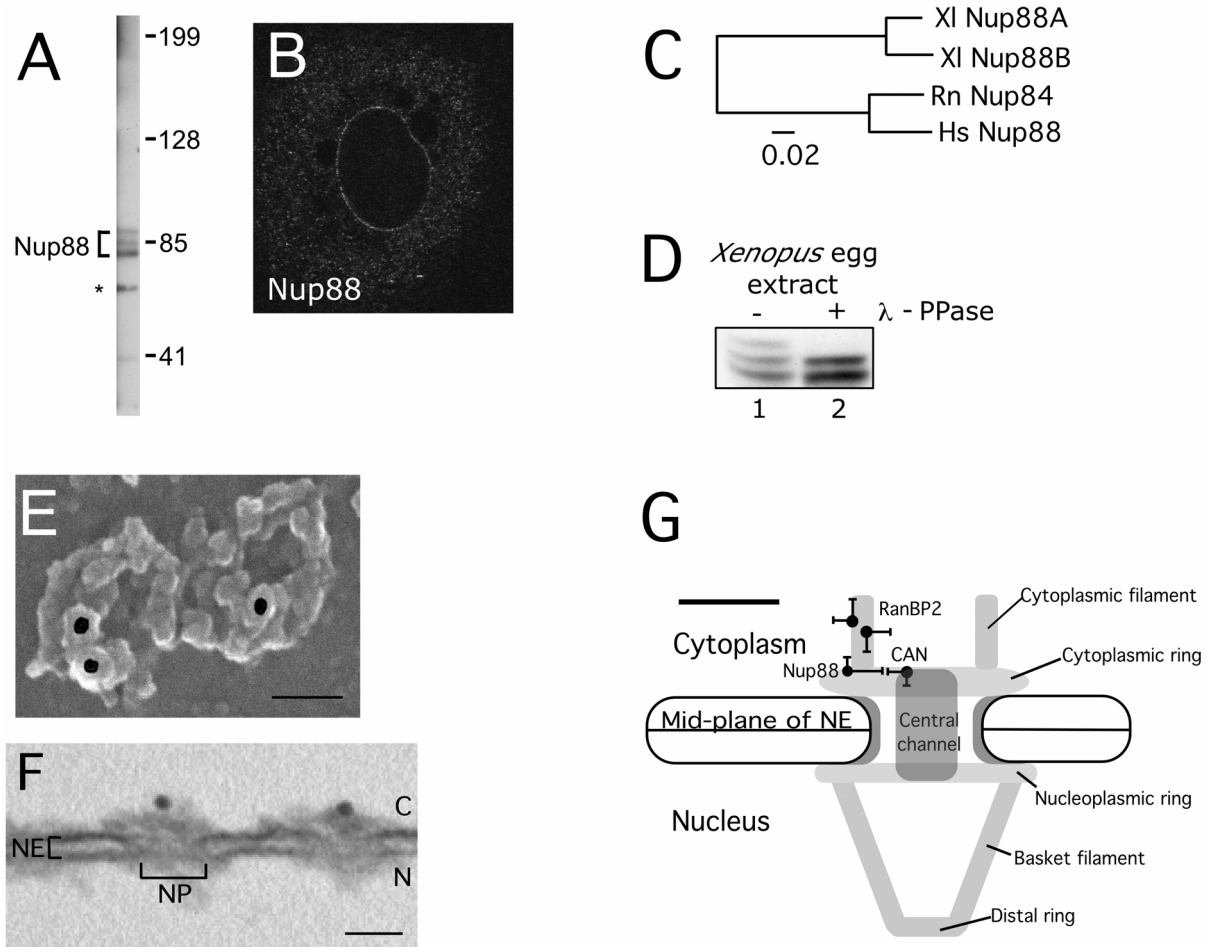 A
-199
-128
Nup88
-85
*
-41
B
Nup88
C
Xl Nup88A
Xl Nup88B
Rn Nup84
Hs Nup88
0.02
D
Xenopus egg
extract
- + λ - PPase
1 2
E
F
C
NE
N
NP
G
Cytoplasmic filament
RanBP2
Cytoplasm
CAN
Cytoplasmic ring
Nup88
Mid-plane of NE
Central
channel
Nucleoplasmic ring
Nucleus
Basket filament
Distal ring